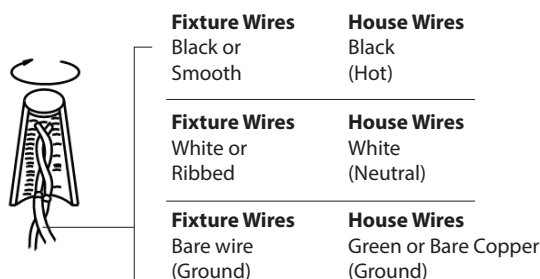 Fixture Wires House Wires
Black or Black
Smooth (Hot)
Fixture Wires House Wires
White or White
Ribbed (Neutral)
Fixture Wires House Wires
Bare wire Green or Bare Copper
(Ground) (Ground)